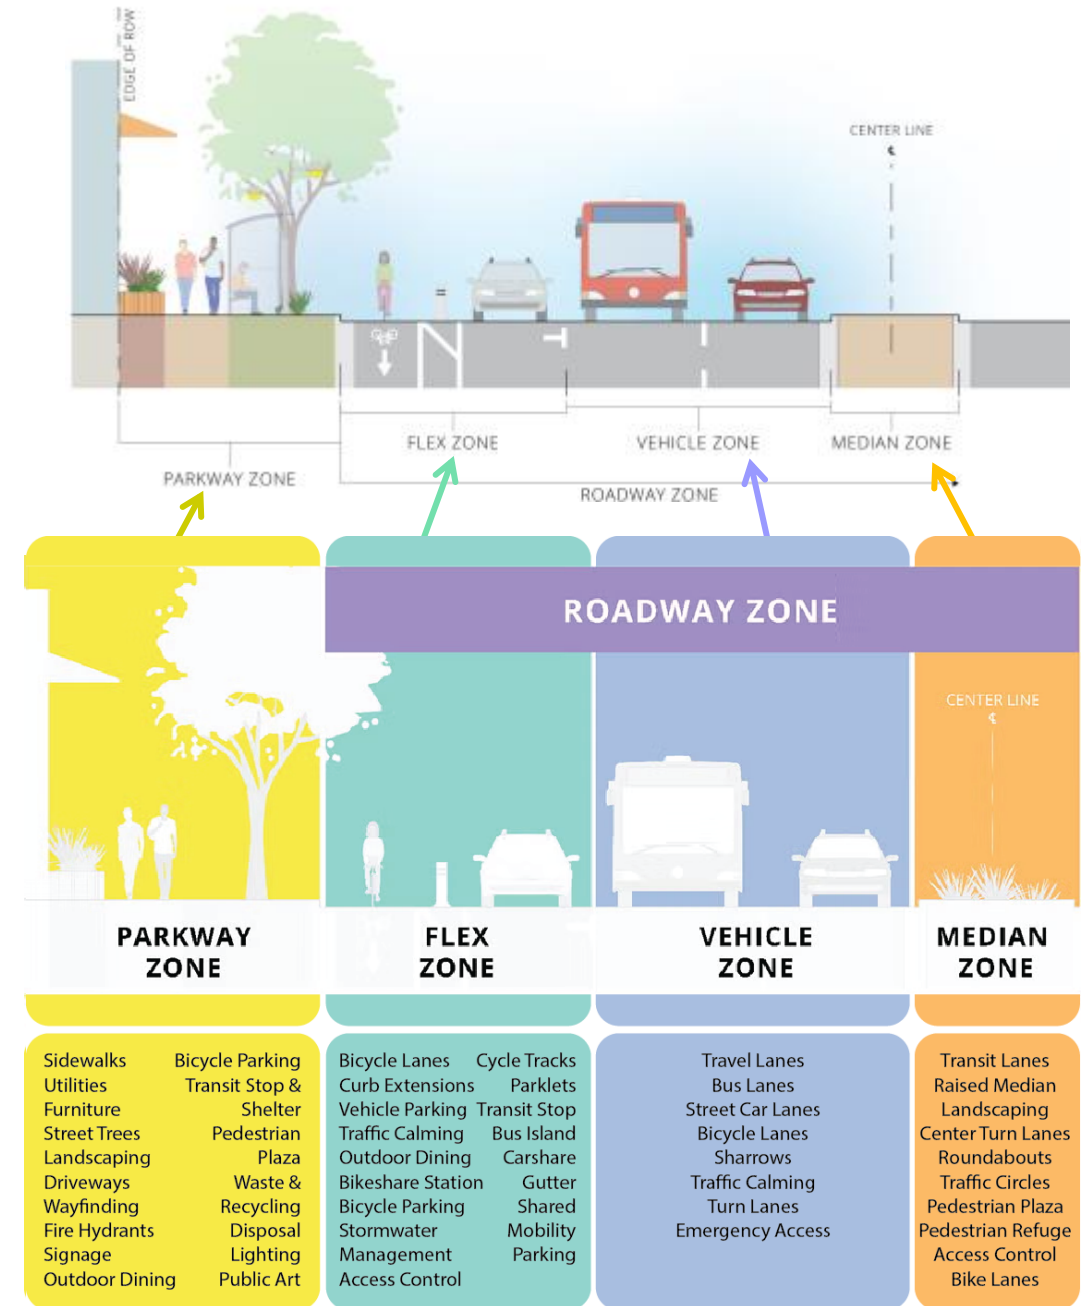 EDGE OF ROW
CENTER LINE
℄
FLEX ZONE
VEHICLE ZONE
MEDIAN ZONE
PARKWAY ZONE
ROADWAY ZONE
ROADWAY ZONE
CENTER LINE
℄
PARKWAY
ZONE
FLEX
ZONE
VEHICLE
ZONE
MEDIAN
ZONE
Sidewalks
Utilities
Furniture
Street Trees
Landscaping
Driveways
Wayfinding
Fire Hydrants
Signage
Outdoor Dining
Bicycle Parking
Transit Stop &
Shelter
Pedestrian
Plaza
Waste &
Recycling
Disposal
Lighting
Public Art
Bicycle Lanes
Curb Extensions
Vehicle Parking
Traffic Calming
Outdoor Dining
Bikeshare Station
Bicycle Parking
Stormwater
Management
Access Control
Cycle Tracks
Parklets
Transit Stop
Bus Island
Carshare
Gutter
Shared
Mobility
Parking
Travel Lanes
Bus Lanes
Street Car Lanes
Bicycle Lanes
Sharrows
Traffic Calming
Turn Lanes
Emergency Access
Transit Lanes
Raised Median
Landscaping
Center Turn Lanes
Roundabouts
Traffic Circles
Pedestrian Plaza
Pedestrian Refuge
Access Control
Bike Lanes